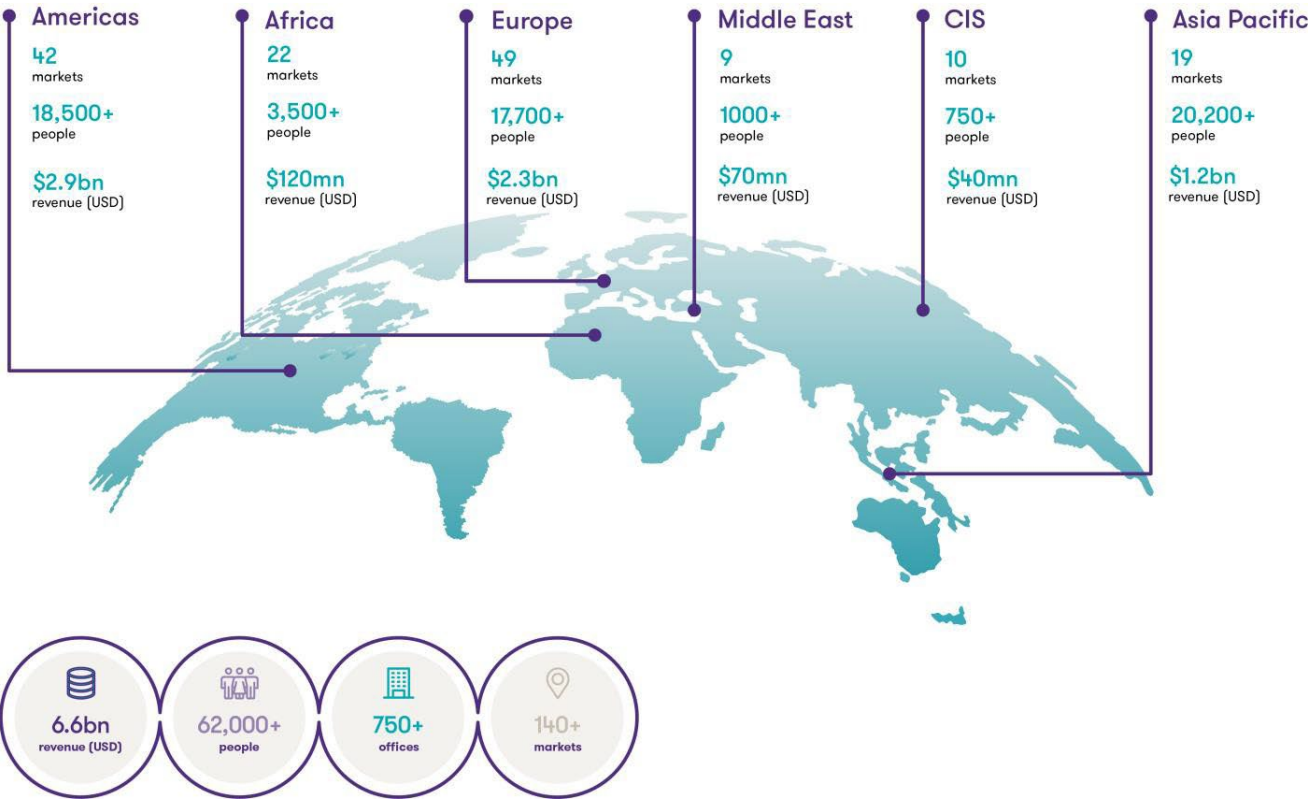 Americas
42
markets
18,500+
people
$2.9bn
revenue (USD)
Africa
22
markets
3,500+
people
$120mn
revenue (USD)
Europe
49
markets
17,700+
people
$2.3bn
revenue (USD)
Middle East
9
markets
1000+
people
$70mn
revenue (USD)
CIS
10
markets
750+
people
$40mn
revenue (USD)
Asia Pacific
19
markets
20,200+
people
$1.2bn
revenue (USD)
6.6bn
revenue (USD)
62,000+
people
750+
offices
140+
markets